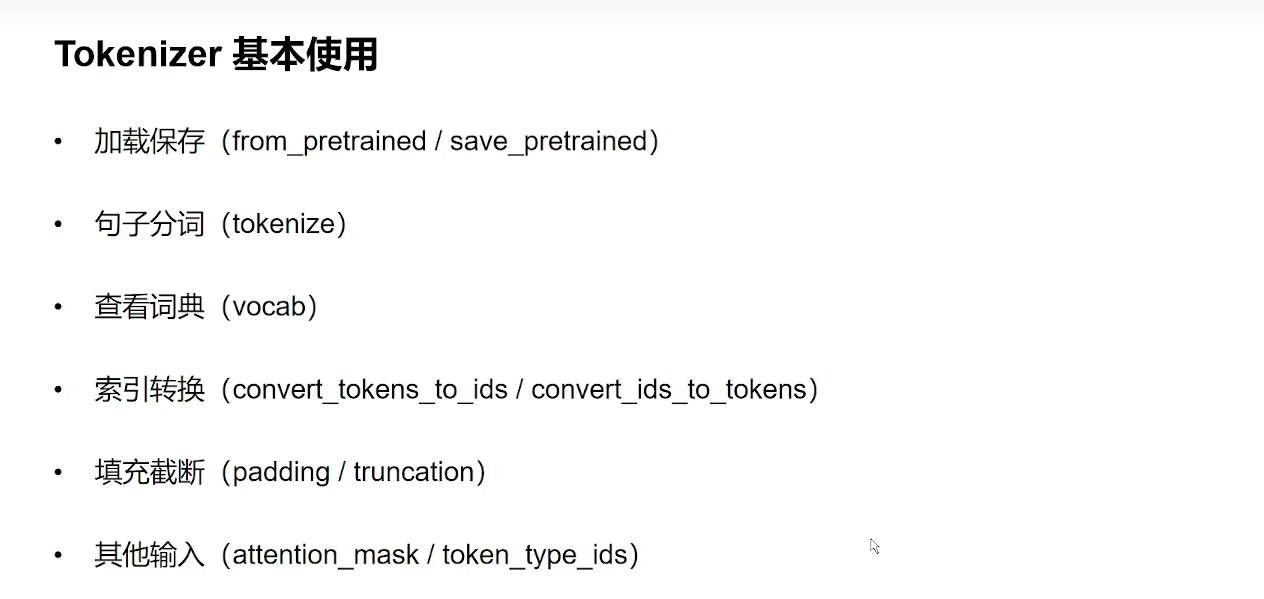 Tokenizer 基本使用
• 加载保存（from_pretrained / save_pretrained）
• 句子分词（tokenize）
• 查看词典（vocab）
• 索引转换（convert_tokens_to_ids / convert_ids_to_tokens）
• 填充截断（padding / truncation）
• 其他输入（attention_mask / token_type_ids）